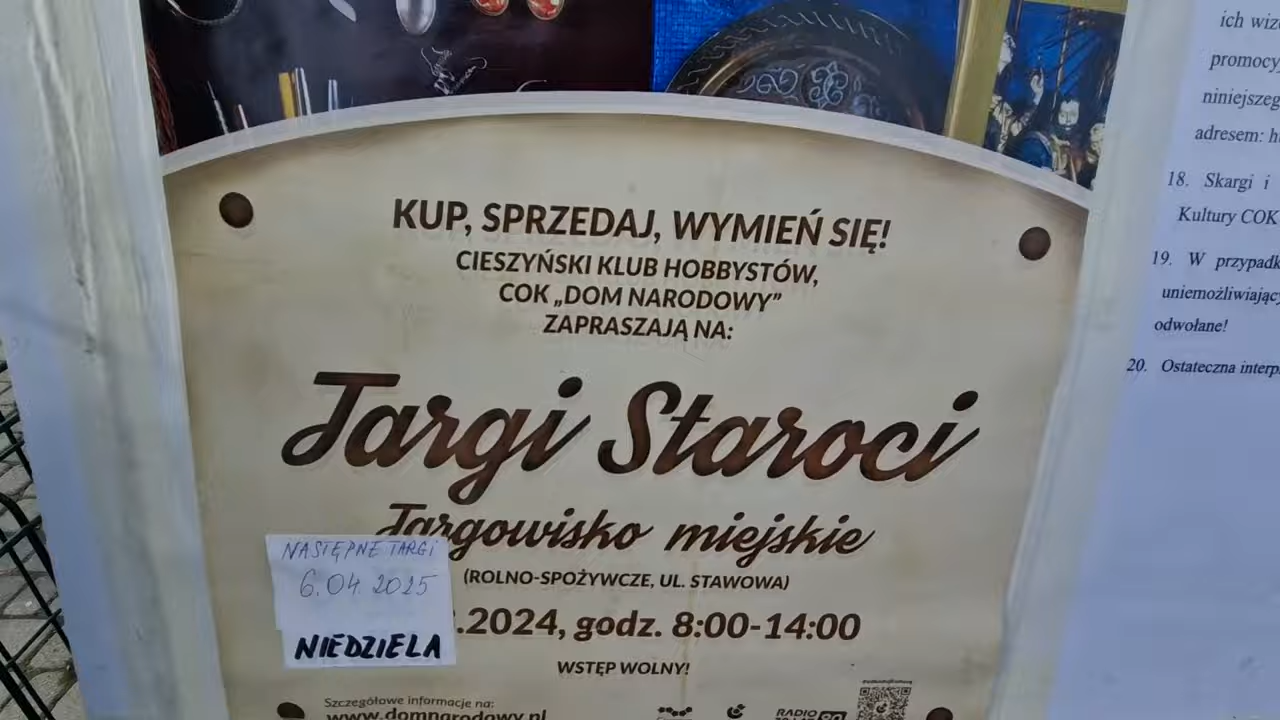 KUP, SPRZEDAJ, WYMIEŃ SIĘ!
CIESZYŃSKI KLUB HOBBYSTÓW,
COK „DOM NARODOWY”
ZAPRASZAJĄ NA:
Targi Staroci
Targowisko miejskie
(ROLNO-SPOŻYWCZE, UL. STAWOWA)
NASTĘPNE TARGI
6.04.2025
NIEDZIELA
.2024, godz. 8:00-14:00
WSTĘP WOLNY!
Szczegółowe informacje na:
www.domnarodowy.pl
RADIO
ich
promocy
niniejszeg
adresem:
18. Skargi i
Kultury COK
19. W przypadk
uniemożliwiając
odwołane!
20. Ostateczna interp